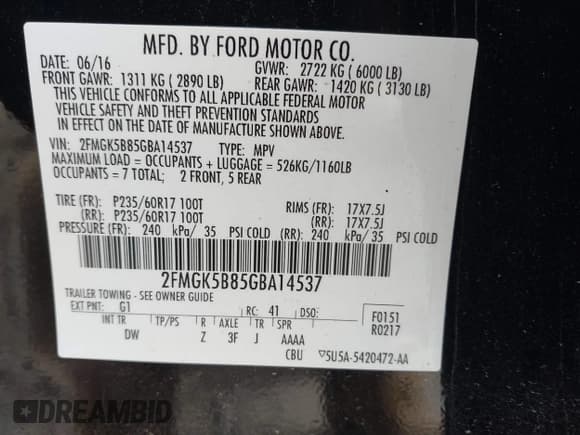 MFD. BY FORD MOTOR CO.
DATE: 06/16 GVWR: 2722 KG ( 6000 LB)
FRONT GAWR: 1311 KG ( 2890 LB) REAR GAWR: 1420 KG ( 3130 LB)
THIS VEHICLE CONFORMS TO ALL APPLICABLE FEDERAL MOTOR
VEHICLE SAFETY AND THEFT PREVENTION STANDARDS
IN EFFECT ON THE DATE OF MANUFACTURE SHOWN
ABOVE.
VIN: 2FMGK5B85GBA14537 TYPE: MPV
MAXIMUM LOAD = OCCUPANTS + LUGGAGE = 526KG/1160LB
OCCUPANTS = 7 TOTAL; 2 FRONT, 5 REAR
TIRE (FR): P235/60R17 100T RIMS (FR): 17X7.5J
(RR): P235/60R17 100T (RR): 17X7.5J
PRESSURE (FR): 240 kPa/ 35 PSI COLD (RR): 240 kPa/ 35 PSI COLD
2FMGK5B85GBA14537
TRAILER TOWING - SEE OWNER GUIDE
EXT PNT: G1 RC: 41 DSO: F0151
R0217
INT TR TP/PS R AXLE TR SPR
DW Z 3F J AAAA
CBU ▽5U5A-5420472-AA
DREAMBID